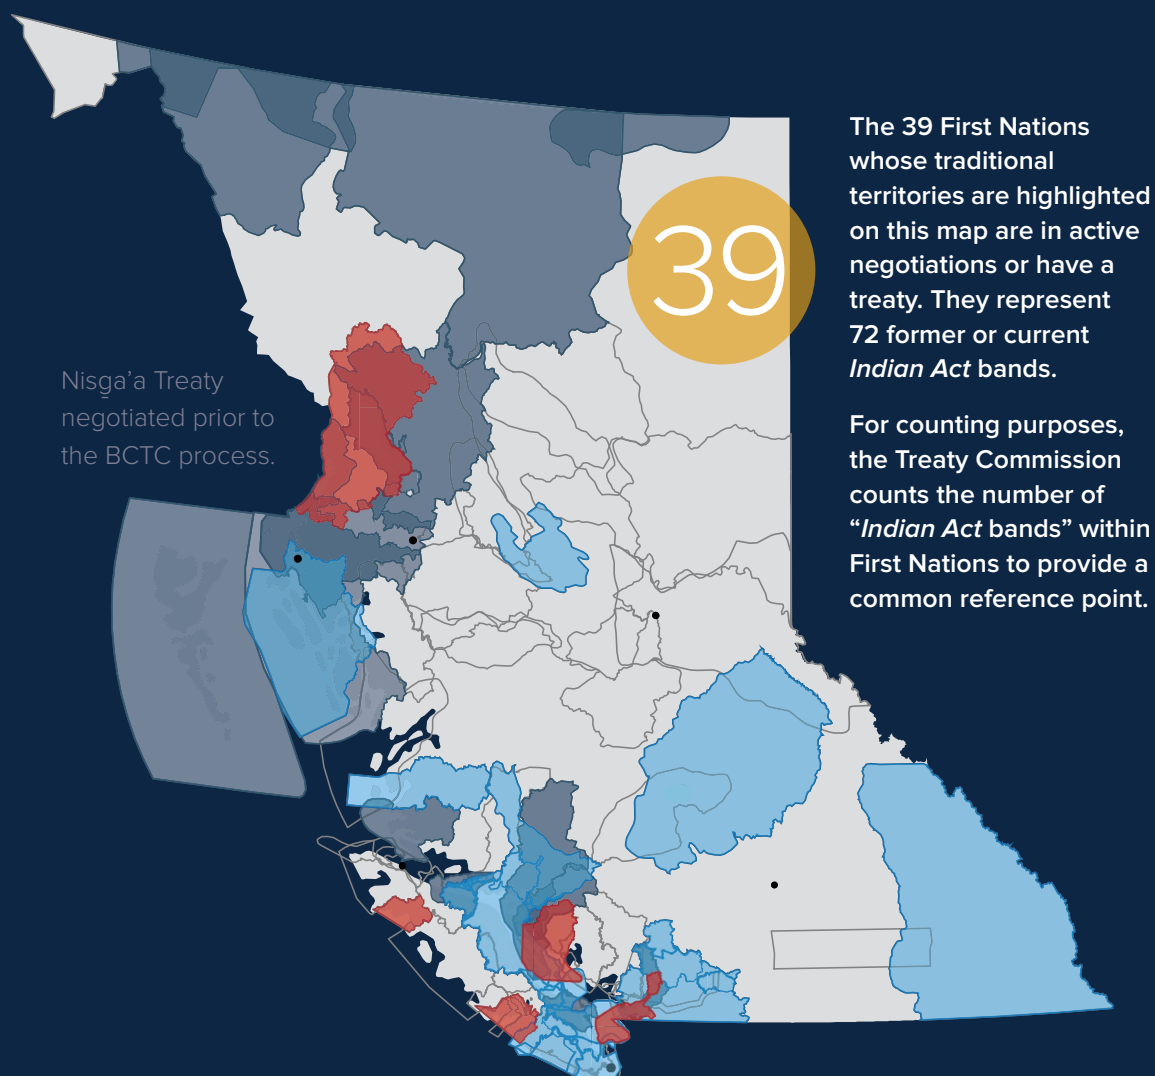 The 39 First Nations
whose traditional
territories are highlighted
on this map are in active
negotiations or have a
treaty. They represent
72 former or current
Indian Act bands.
For counting purposes,
the Treaty Commission
counts the number of
“Indian Act bands” within
First Nations to provide a
common reference point.
39
Nisg̲a’a Treaty
negotiated prior to
the BCTC process.